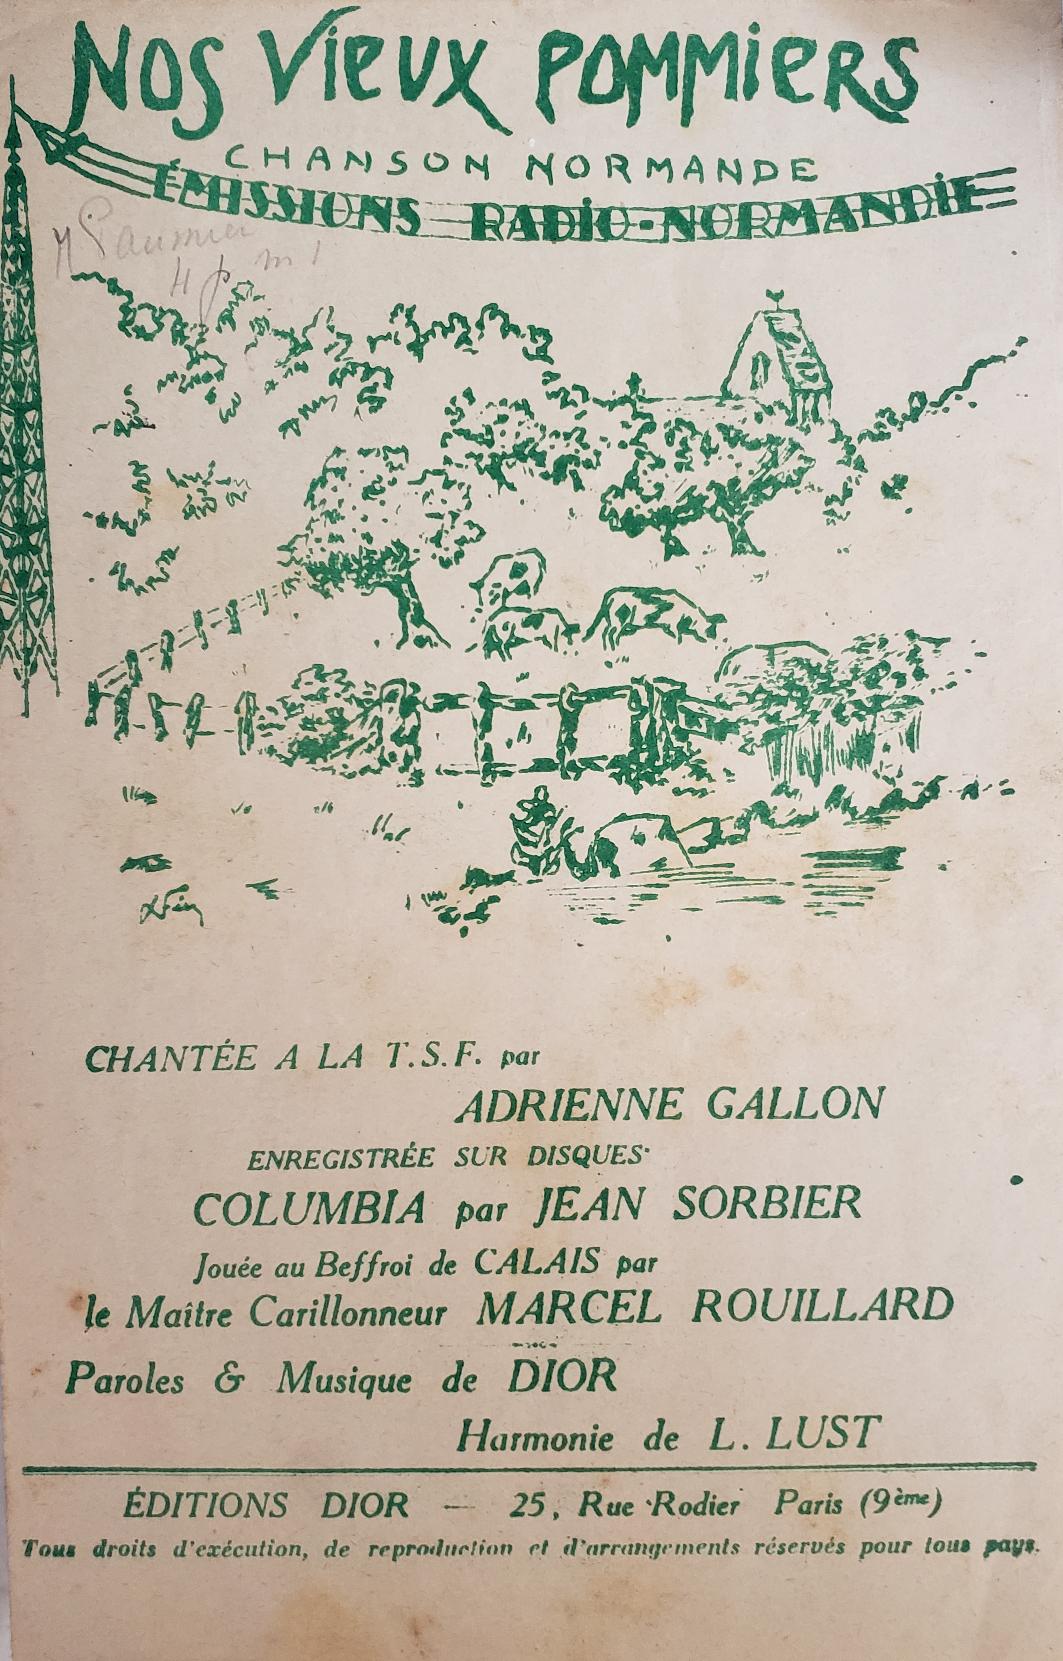 Nos Vieux Pommiers
CHANSON NORMANDE
ÉMISSIONS RADIO-NORMANDIE
CHANTÉE A LA T.S.F. par
ADRIENNE GALLON
ENREGISTRÉE SUR DISQUES
COLUMBIA par JEAN SORBIER
Jouée au Beffroi de CALAIS par
le Maître Carillonneur MARCEL ROUILLARD
Paroles & Musique de DIOR
Harmonie de L. LUST
ÉDITIONS DIOR — 25, Rue Rodier Paris (9ème)
Tous droits d'exécution, de reproduction et d'arrangements réservés pour tous pays.